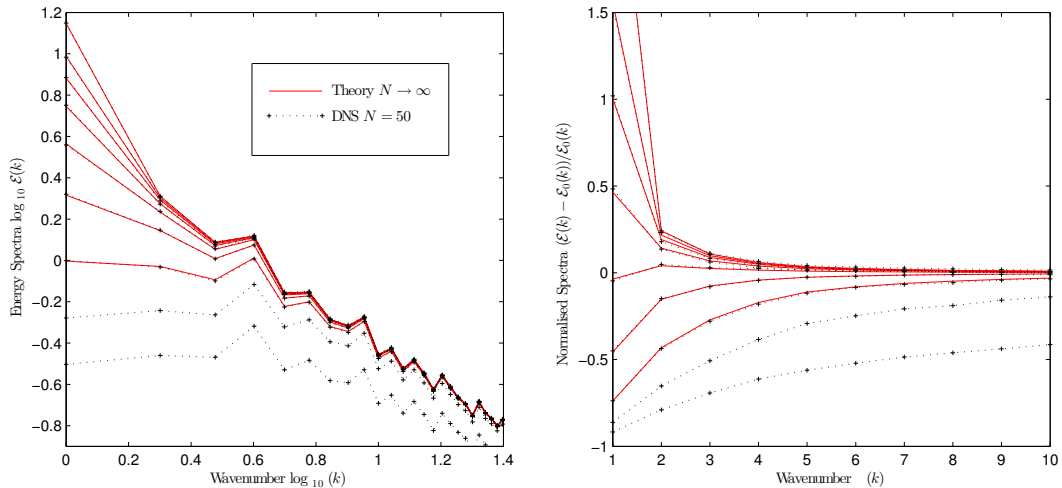 Energy Spectra log 10 ℰ(k)
1.2
1
0.8
0.6
0.4
0.2
0
−0.2
−0.4
−0.6
−0.8
0 0.2 0.4 0.6 0.8 1 1.2 1.4
Wavenumber log 10 (k)
Theory N → ∞
DNS N = 50
Normalised Spectra (ℰ(k) − ℰ0(k))/ℰ0(k)
1.5
1
0.5
0
−0.5
−1
1 2 3 4 5 6 7 8 9 10
Wavenumber (k)